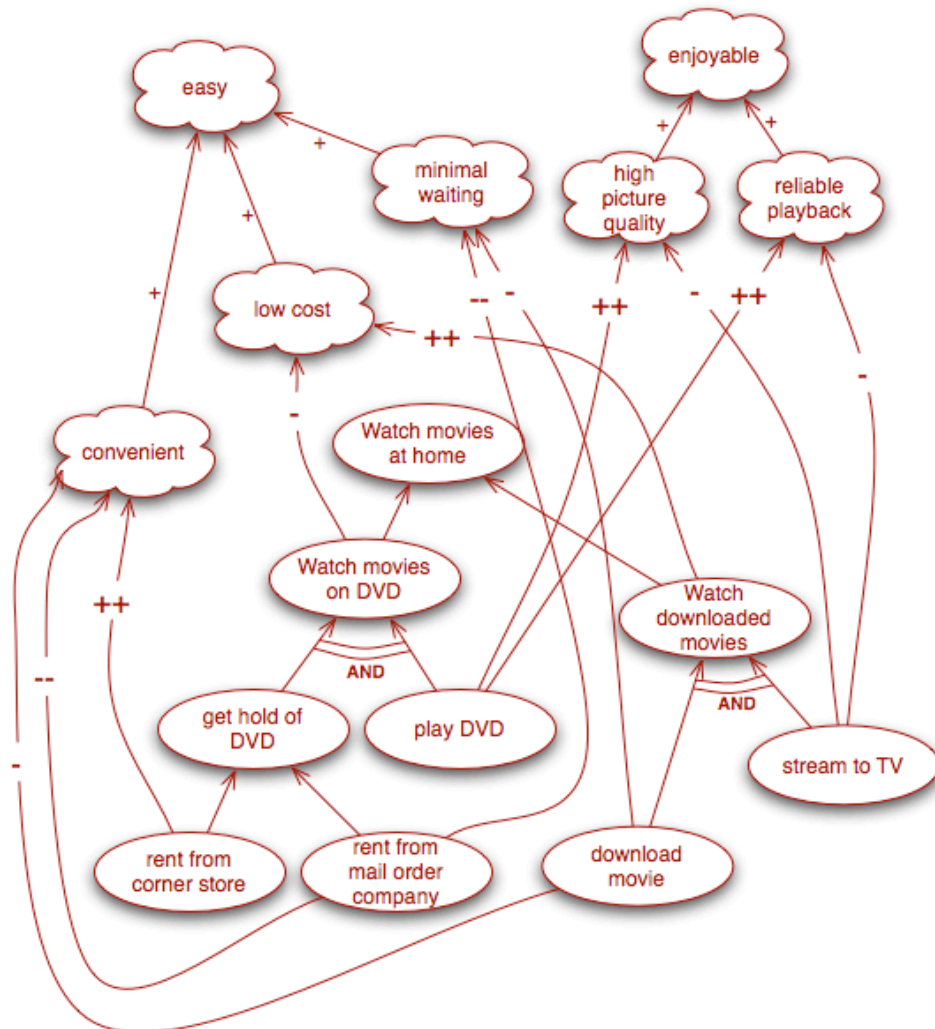 easy
enjoyable
+
+
+
minimal
waiting
high
picture
quality
reliable
playback
+
+
low cost
--
-
++
-
++
++
-
-
convenient
Watch movies
at home
Watch movies
on DVD
Watch
downloaded
movies
++
AND
--
AND
get hold of
DVD
play DVD
stream to TV
-
rent from
corner store
rent from
mail order
company
download
movie